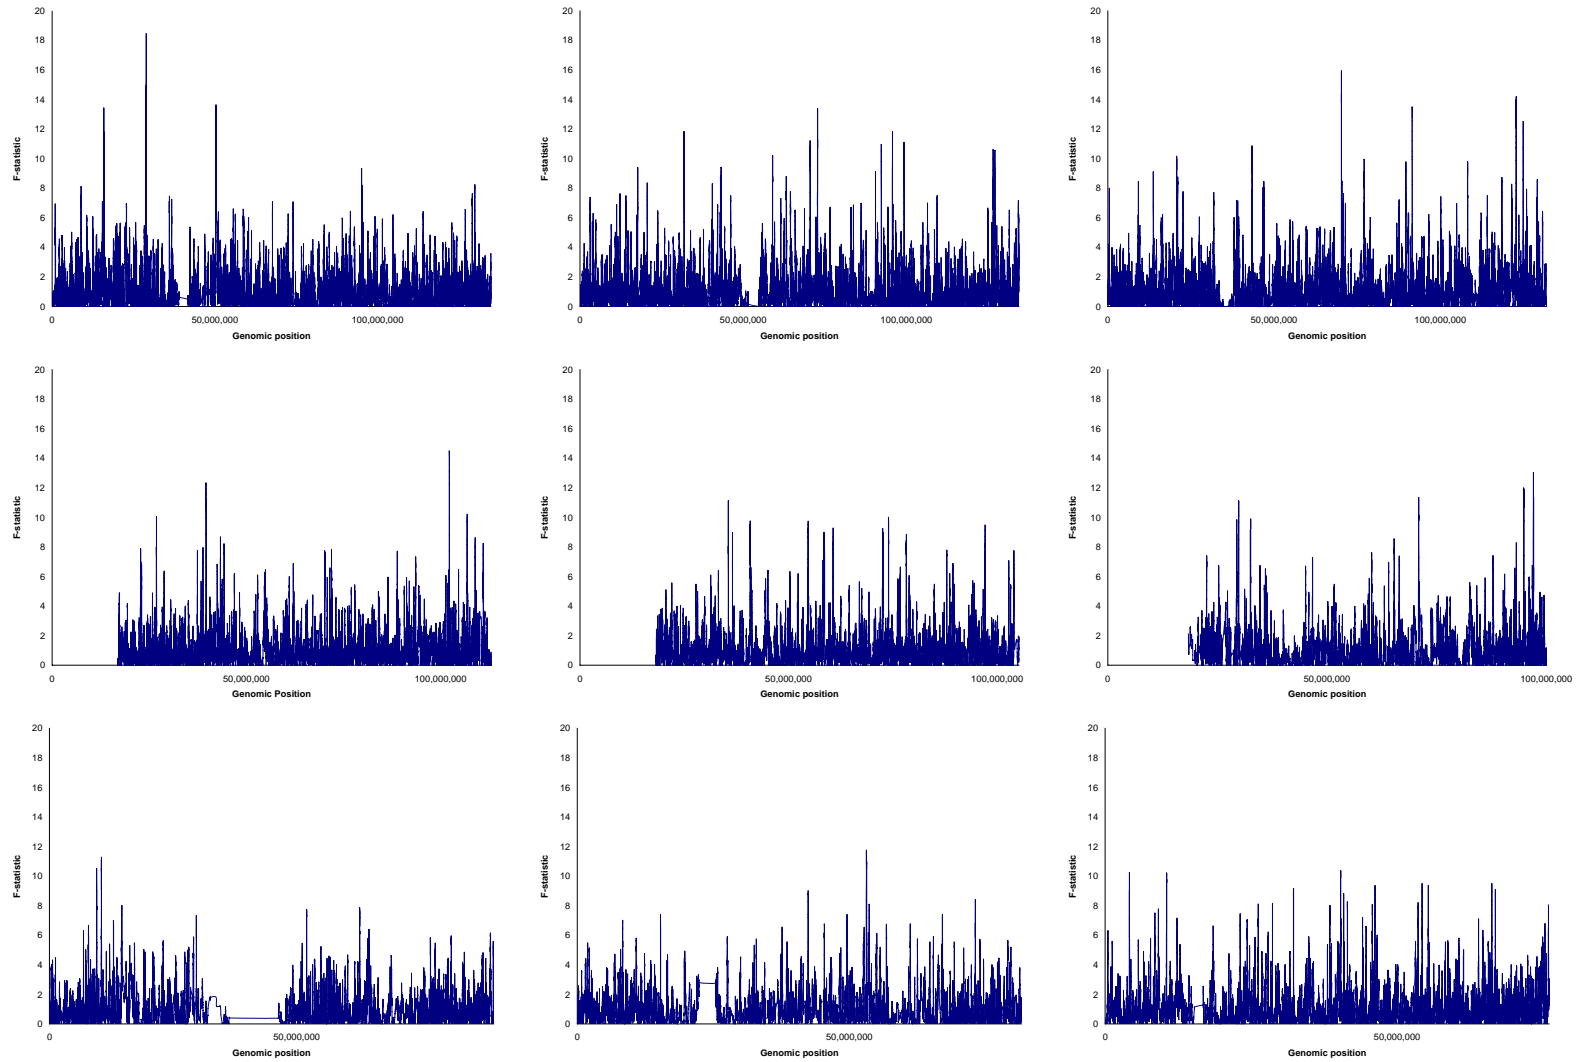 20 20 20
18 18 18
16 16 16
14 14 14
12 12 12
F-statistic F-statistic F-statistic
10 10 10
8 8 8
6 6 6
4 4 4
2 2 2
0 0 0
0 50,000,000 100,000,000 0 50,000,000 100,000,000 0 50,000,000 100,000,000
Genomic position Genomic position Genomic position
20 20 20
18 18 18
16 16 16
14 14 14
12 12 12
F-statistic F-statistic F-statistic
10 10 10
8 8 8
6 6 6
4 4 4
2 2 2
0 0 0
0 50,000,000 100,000,000 0 50,000,000 100,000,000 0 50,000,000 100,000,000
Genomic Position Genomic position Genomic position
20 20 20
18 18 18
16 16 16
14 14 14
12 12 12
F-statistic F-statistic F-statistic
10 10 10
8 8 8
6 6 6
4 4 4
2 2 2
0 0 0
0 50,000,000 0 50,000,000 0 50,000,000
Genomic position Genomic position Genomic position